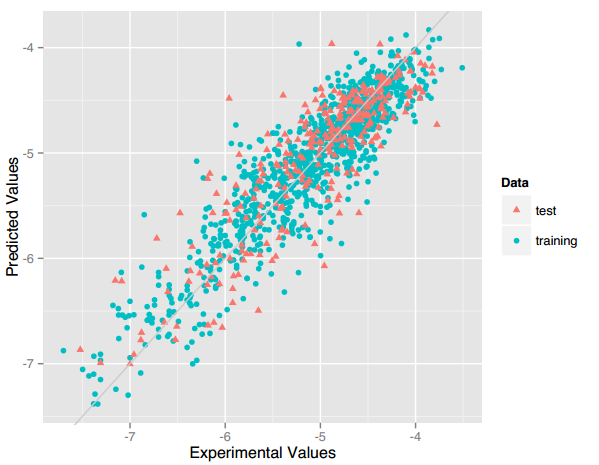 -4
-5
-6
-7
-7
-6
-5
-4
Predicted Values
Experimental Values
Data
test
training